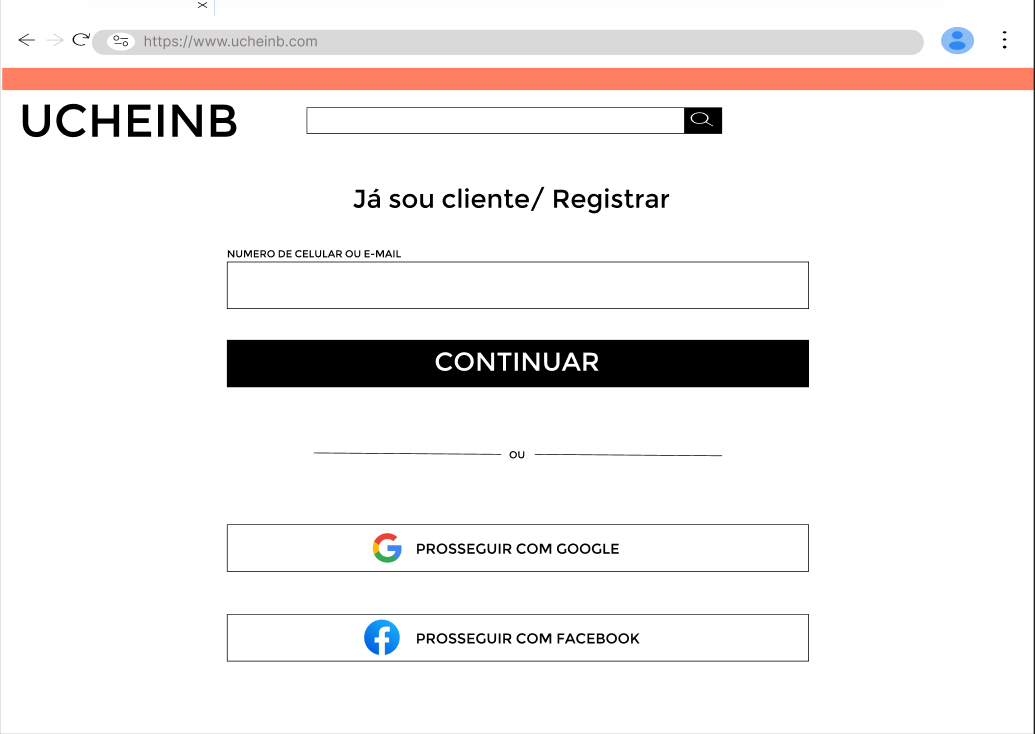 https://www.ucheinb.com
UCHEINB
Já sou cliente/ Registrar
NUMERO DE CELULAR OU E-MAIL
CONTINUAR
OU
PROSSEGUIR COM GOOGLE
PROSSEGUIR COM FACEBOOK